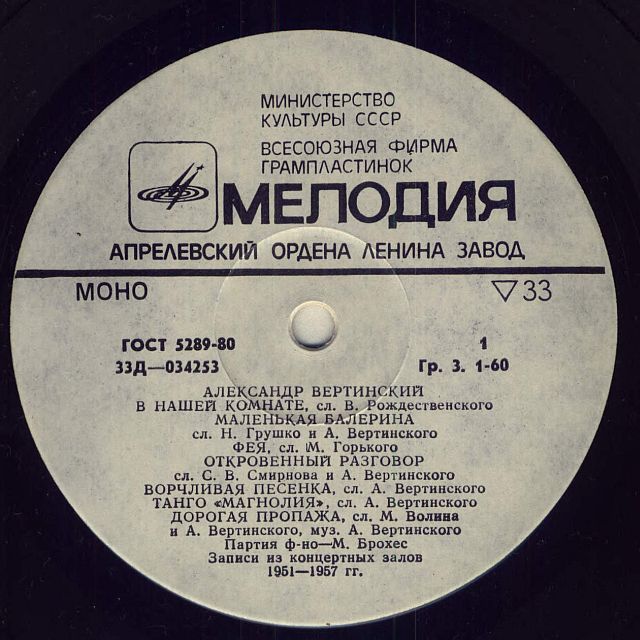 МИНИСТЕРСТВО
КУЛЬТУРЫ СССР
ВСЕСОЮЗНАЯ ФИРМА
ГРАМПЛАСТИНОК
МЕЛОДИЯ
АПРЕЛЕВСКИЙ ОРДЕНА ЛЕНИНА ЗАВОД
МОНО ▽33
ГОСТ 5289-80 1
33Д—034253 Гр. 3. 1-60
АЛЕКСАНДР ВЕРТИНСКИЙ
В НАШЕЙ КОМНАТЕ, сл. В. Рождественского
МАЛЕНЬКАЯ БАЛЕРИНА
сл. Н. Грушко и А. Вертинского
ФЕЯ, сл. М. Горького
ОТКРОВЕННЫЙ РАЗГОВОР
сл. С. В. Смирнова и А. Вертинского
ВОРЧЛИВАЯ ПЕСЕНКА, сл. А. Вертинского
ТАНГО «МАГНОЛИЯ», сл. А. Вертинского
ДОРОГАЯ ПРОПАЖА, сл. М. Волина
и А. Вертинского, муз. А. Вертинского
Партия ф-но—М. Брохес
Записи из концертных залов
1951—1957 гг.